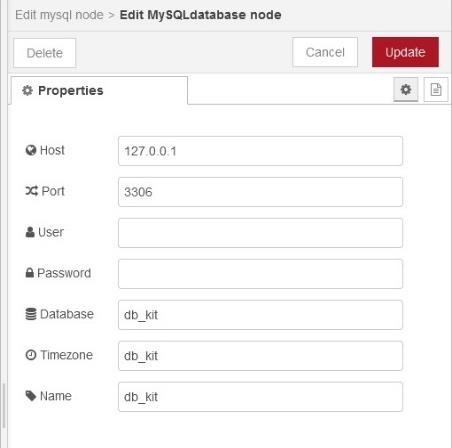 Edit mysql node > Edit MySQLdatabase node
Delete Cancel Update
Properties
Host 127.0.0.1
Port 3306
User
Password
Database db_kit
Timezone db_kit
Name db_kit